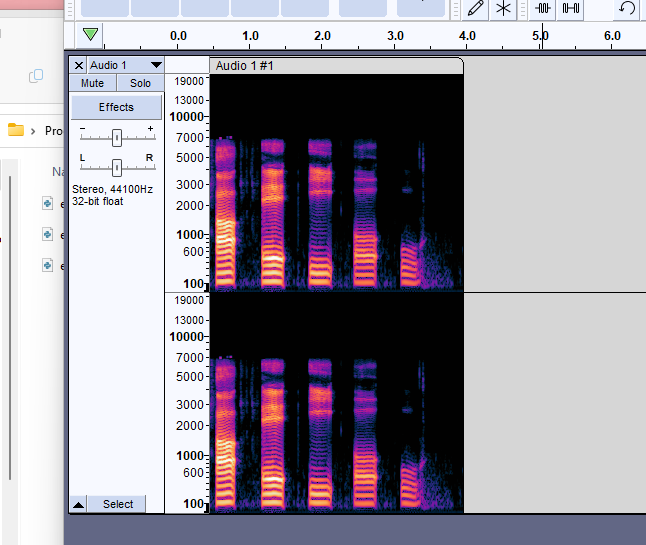 0.0 1.0 2.0 3.0 4.0 5.0 6.0
Audio 1
Audio 1 #1
Mute Solo
Effects
- +
L R
Stereo, 44100Hz
32-bit float
19000
13000
10000
7000
5000
3000
2000
1000
600
100
19000
13000
10000
7000
5000
3000
2000
1000
600
100
Select
Pro
Na
e
e
e